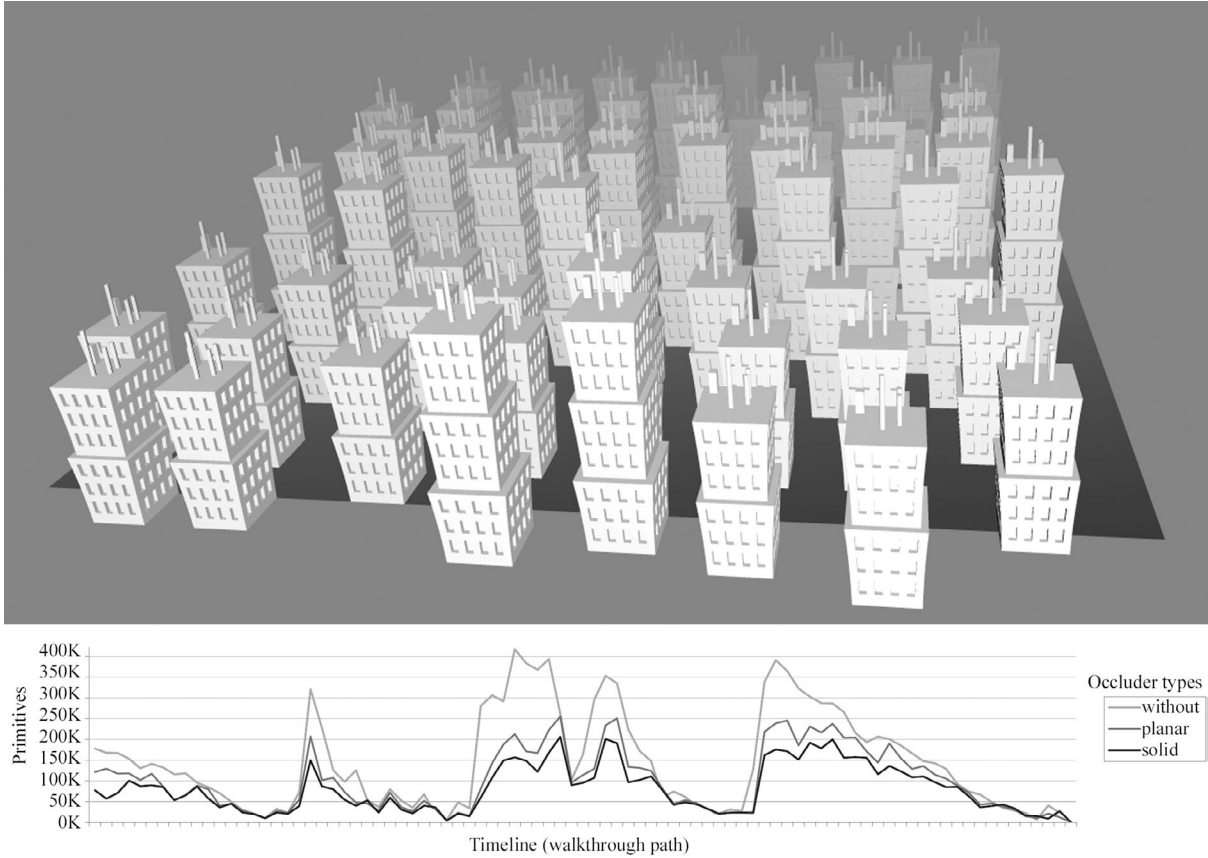 400K
350K
300K
250K
200K
150K
100K
50K
0K
Primitives
Timeline (walkthrough path)
Occluder types
without
planar
solid